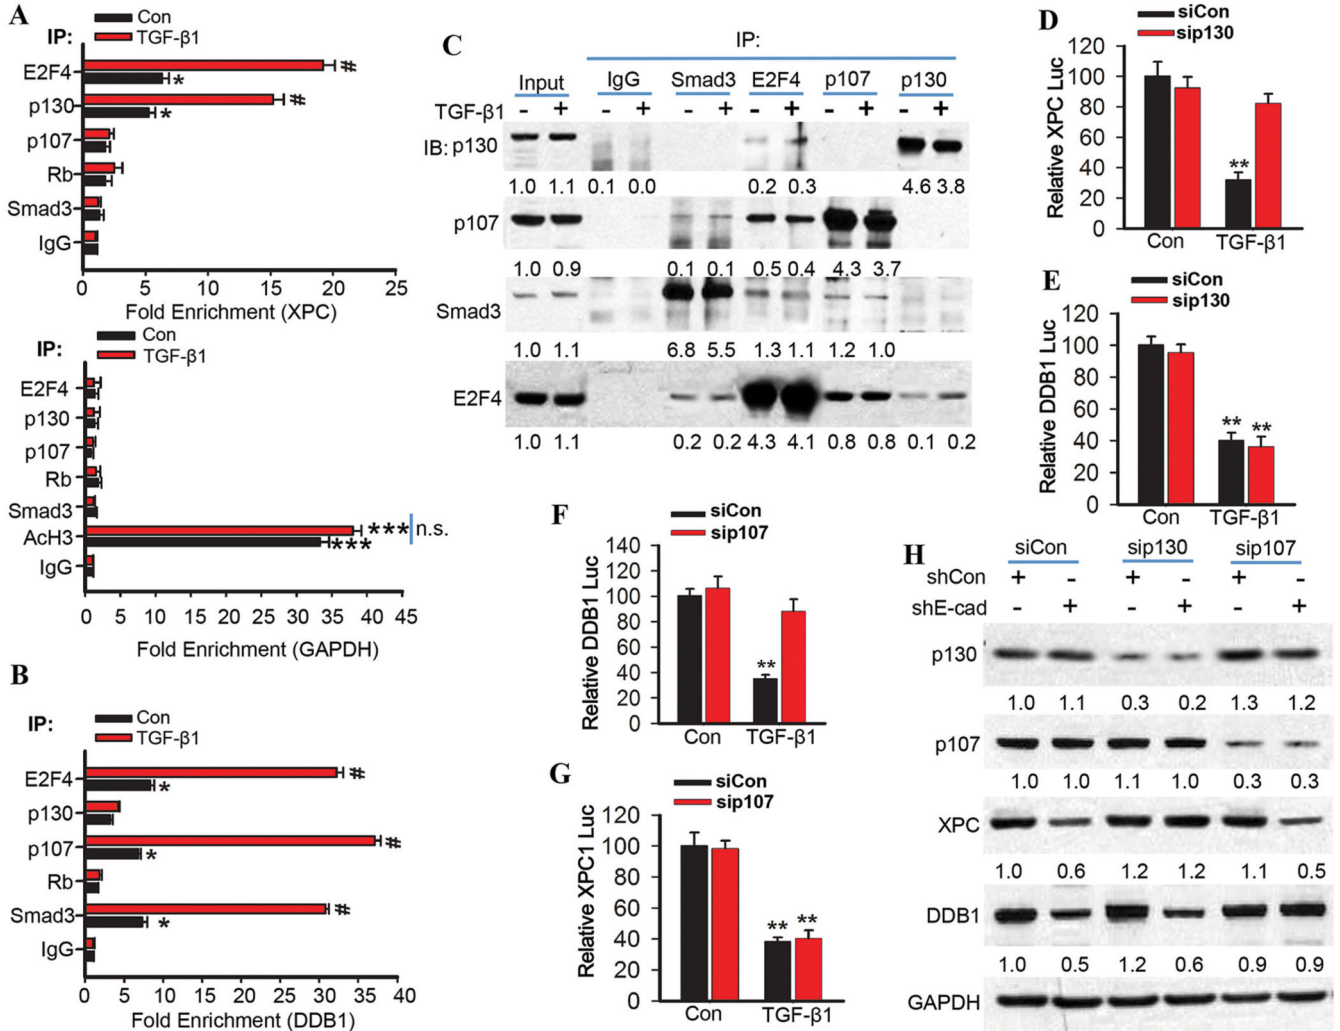 A
Con
TGF-β1
IP:
E2F4
#
*
p130
#
*
p107
Rb
Smad3
IgG
0 5 10 15 20 25
Fold Enrichment (XPC)
Con
TGF-β1
IP:
E2F4
p130
p107
Rb
Smad3
AcH3
*** n.s.
***
IgG
0 5 10 15 20 25 30 35 40 45
Fold Enrichment (GAPDH)
B
Con
TGF-β1
IP:
E2F4
#
*
p130
p107
#
*
Rb
Smad3
#
*
IgG
0 5 10 15 20 25 30 35 40
Fold Enrichment (DDB1)
C
IP:
Input IgG Smad3 E2F4 p107 p130
TGF-β1 - + - + - + - + - + - +
IB: p130
1.0 1.1 0.1 0.0 0.2 0.3 4.6 3.8
p107
1.0 0.9 0.1 0.1 0.5 0.4 4.3 3.7
Smad3
1.0 1.1 6.8 5.5 1.3 1.1 1.2 1.0
E2F4
1.0 1.1 0.2 0.2 4.3 4.1 0.8 0.8 0.1 0.2
D
siCon
sip130
Relative XPC Luc
120
100
80
60
40
20
0
**
Con TGF-β1
E
siCon
sip130
Relative DDB1 Luc
120
100
80
60
40
20
0
** **
Con TGF-β1
F
siCon
sip107
Relative DDB1 Luc
140
120
100
80
60
40
20
0
**
Con TGF-β1
G
siCon
sip107
Relative XPC1 Luc
120
100
80
60
40
20
0
** **
Con TGF-β1
H
siCon sip130 sip107
shCon + - + - + -
shE-cad - + - + - +
p130
1.0 1.1 0.3 0.2 1.3 1.2
p107
1.0 1.0 1.1 1.0 0.3 0.3
XPC
1.0 0.6 1.2 1.2 1.1 0.5
DDB1
1.0 0.5 1.2 0.6 0.9 0.9
GAPDH